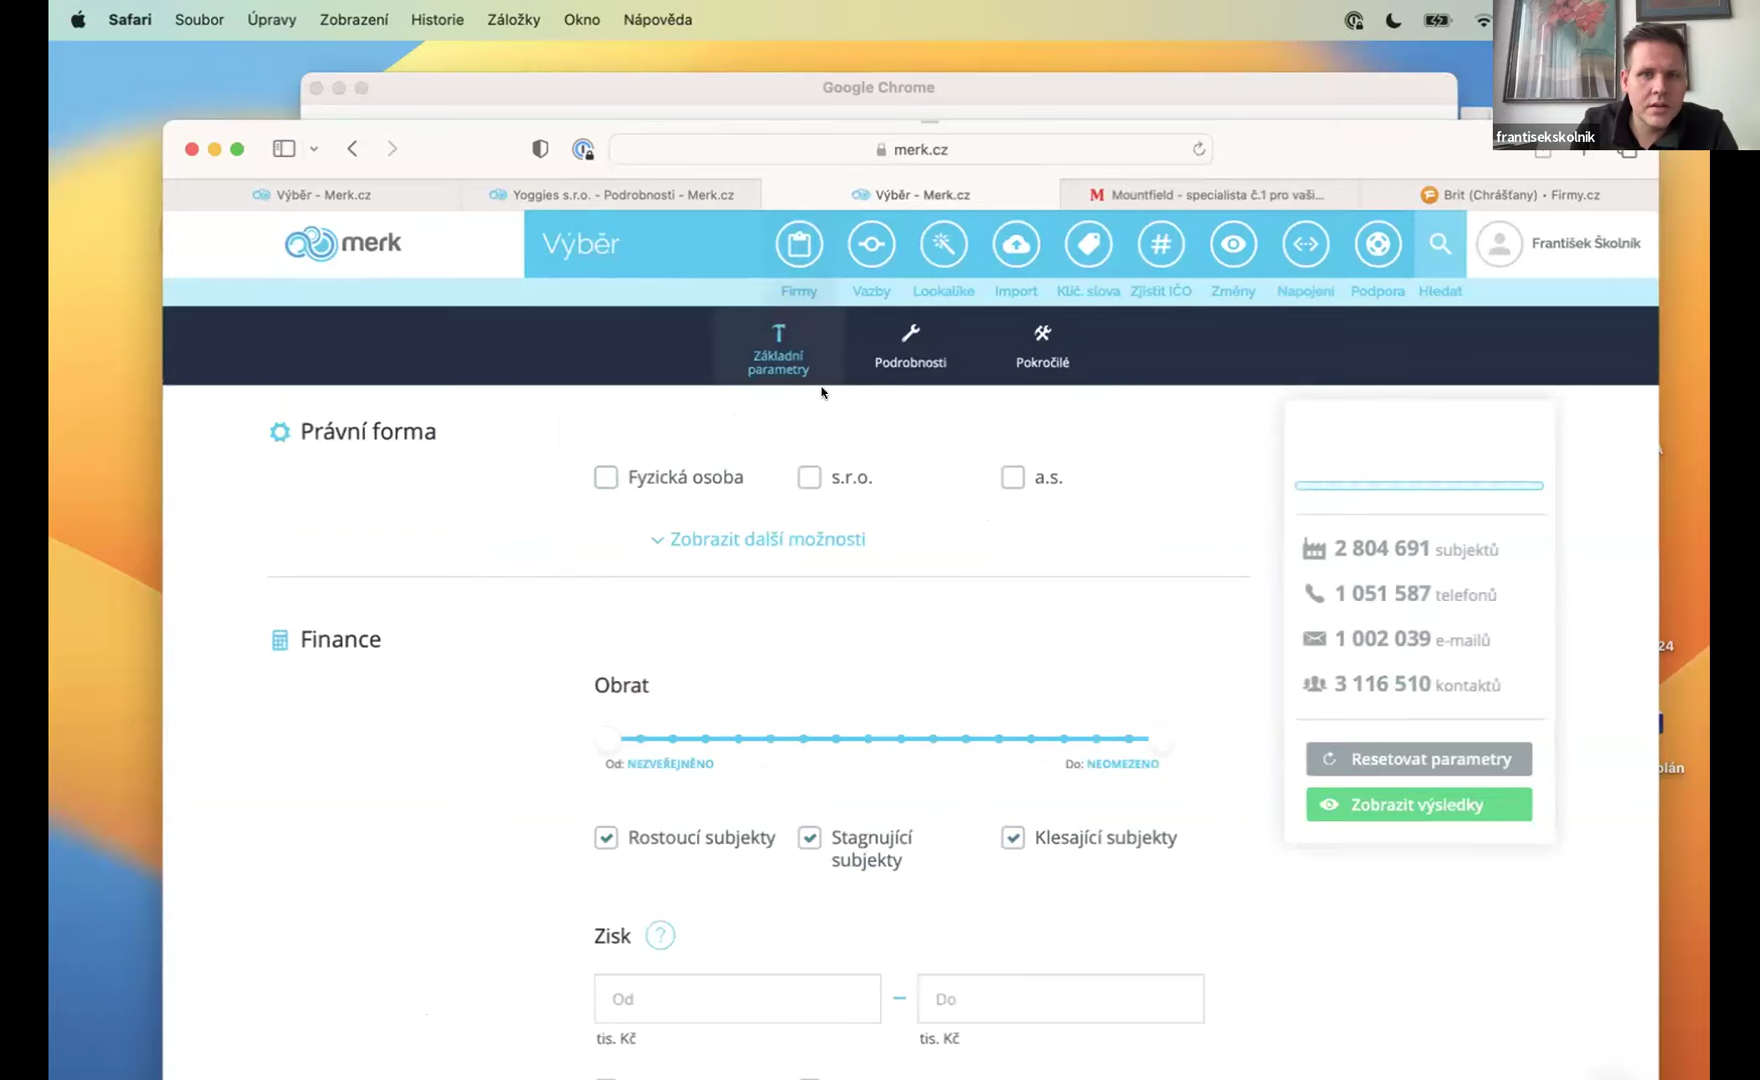 Safari Soubor Úpravy Zobrazení Historie Záložky Okno Nápověda
Google Chrome
frantisekskolnik
merk.cz
Výběr - Merk.cz Yoggies s.r.o. - Podrobnosti - Merk.cz Výběr - Merk.cz M Mountfield - specialista č.1 pro vaši... Brit (Chrášťany) • Firmy.cz
merk Výběr František Školník
Firmy Vazby Lookalike Import Klíč. slova Zjistit IČO Změny Napojení Podpora Hledat
Základní
parametry
Podrobnosti
Pokročilé
Právní forma
Fyzická osoba s.r.o. a.s.
Zobrazit další možnosti
Finance
Obrat
Od: NEZVEŘEJNĚNO Do: NEOMEZENO
Rostoucí subjekty Stagnující
subjekty
Klesající subjekty
Zisk ?
Od – Do
tis. Kč tis. Kč
2 804 691 subjektů
1 051 587 telefonů
1 002 039 e-mailů
3 116 510 kontaktů
Resetovat parametry
Zobrazit výsledky
24